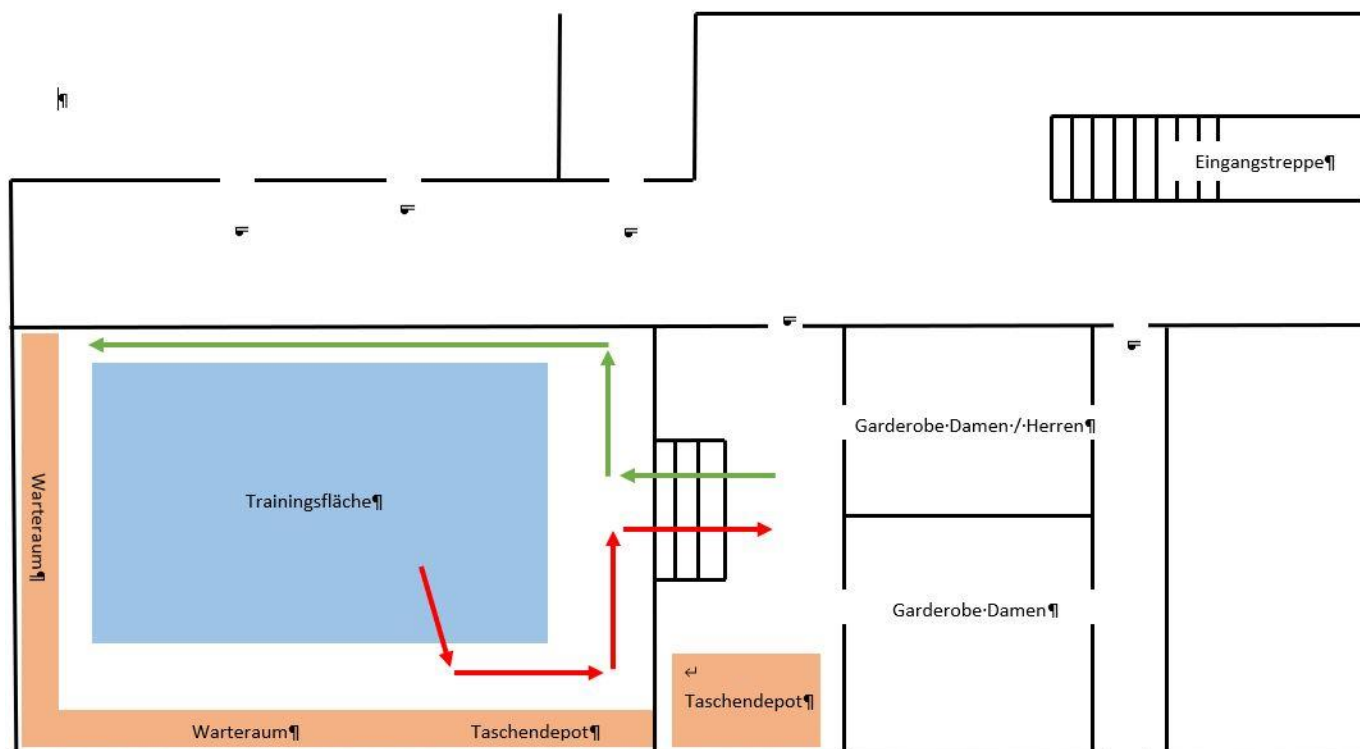 ¶
Eingangstreppe¶
Garderobe·Damen·/·Herren¶
Trainingsfläche¶
Warteraum¶
Garderobe·Damen¶
↵
Taschendepot¶
Warteraum¶
Taschendepot¶